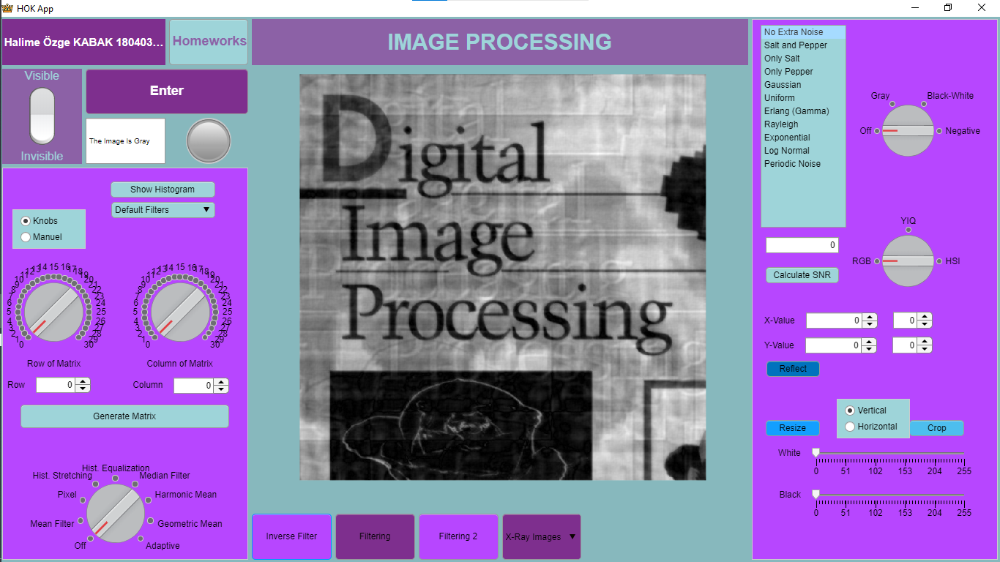 HOK App
Halime Özge KABAK 180403...
Homeworks
IMAGE PROCESSING
Visible
Invisible
Enter
The Image Is Gray
Show Histogram
Default Filters
Knobs
Manuel
0 1 2 3 4 5 6 7 8 9 10 11 12 13 14 15 16 17 18 19 20 21 22 23 24 25 26 27 28 29 30
Row of Matrix
0 1 2 3 4 5 6 7 8 9 10 11 12 13 14 15 16 17 18 19 20 21 22 23 24 25 26 27 28 29 30
Column of Matrix
Row 0
Column 0
Generate Matrix
Hist. Equalization
Hist. Stretching
Median Filter
Pixel
Harmonic Mean
Mean Filter
Geometric Mean
Off
Adaptive
Digital
Image
Processing
Inverse Filter
Filtering
Filtering 2
X-Ray Images
No Extra Noise
Salt and Pepper
Only Salt
Only Pepper
Gaussian
Uniform
Erlang (Gamma)
Rayleigh
Exponential
Log Normal
Periodic Noise
Gray
Black-White
Off
Negative
YIQ
RGB
HSI
0
Calculate SNR
X-Value 0 0
Y-Value 0 0
Reflect
Resize
Vertical
Horizontal
Crop
White
0 51 102 153 204 255
Black
0 51 102 153 204 255